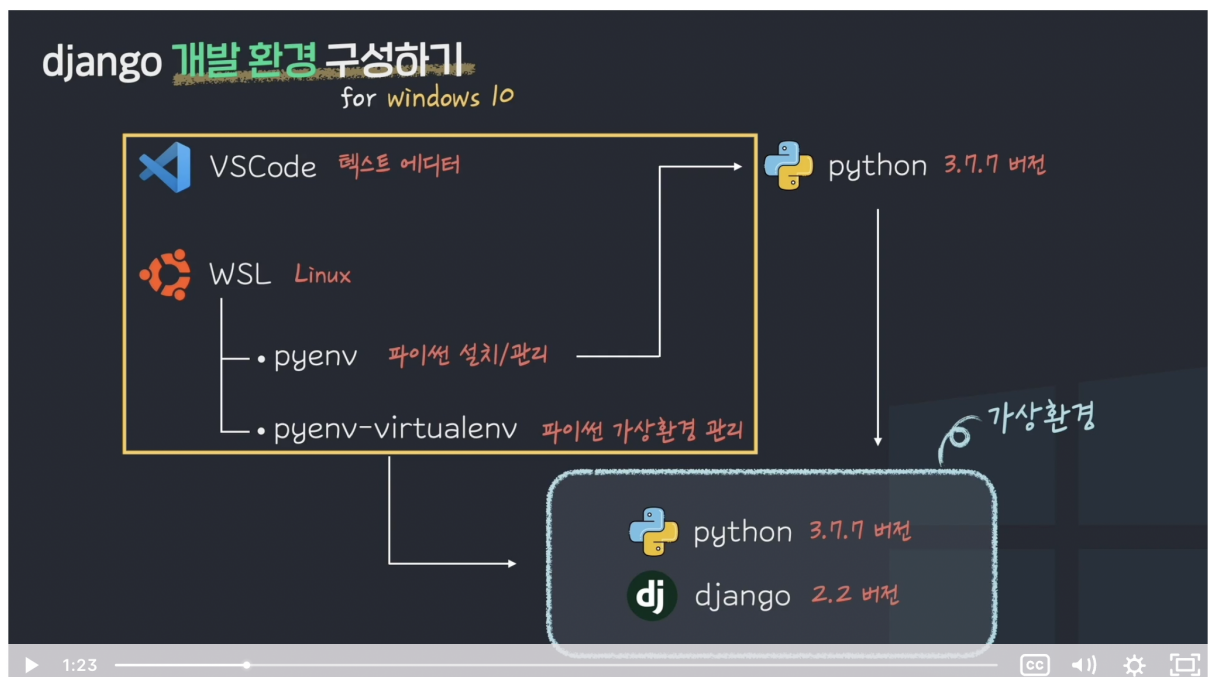 django 개발 환경 구성하기
for windows 10
VSCode 텍스트 에디터
python 3.7.7 버전
WSL Linux
• pyenv 파이썬 설치/관리
• pyenv-virtualenv 파이썬 가상환경 관리
가상환경
python 3.7.7 버전
dj django 2.2 버전
1:23
CC